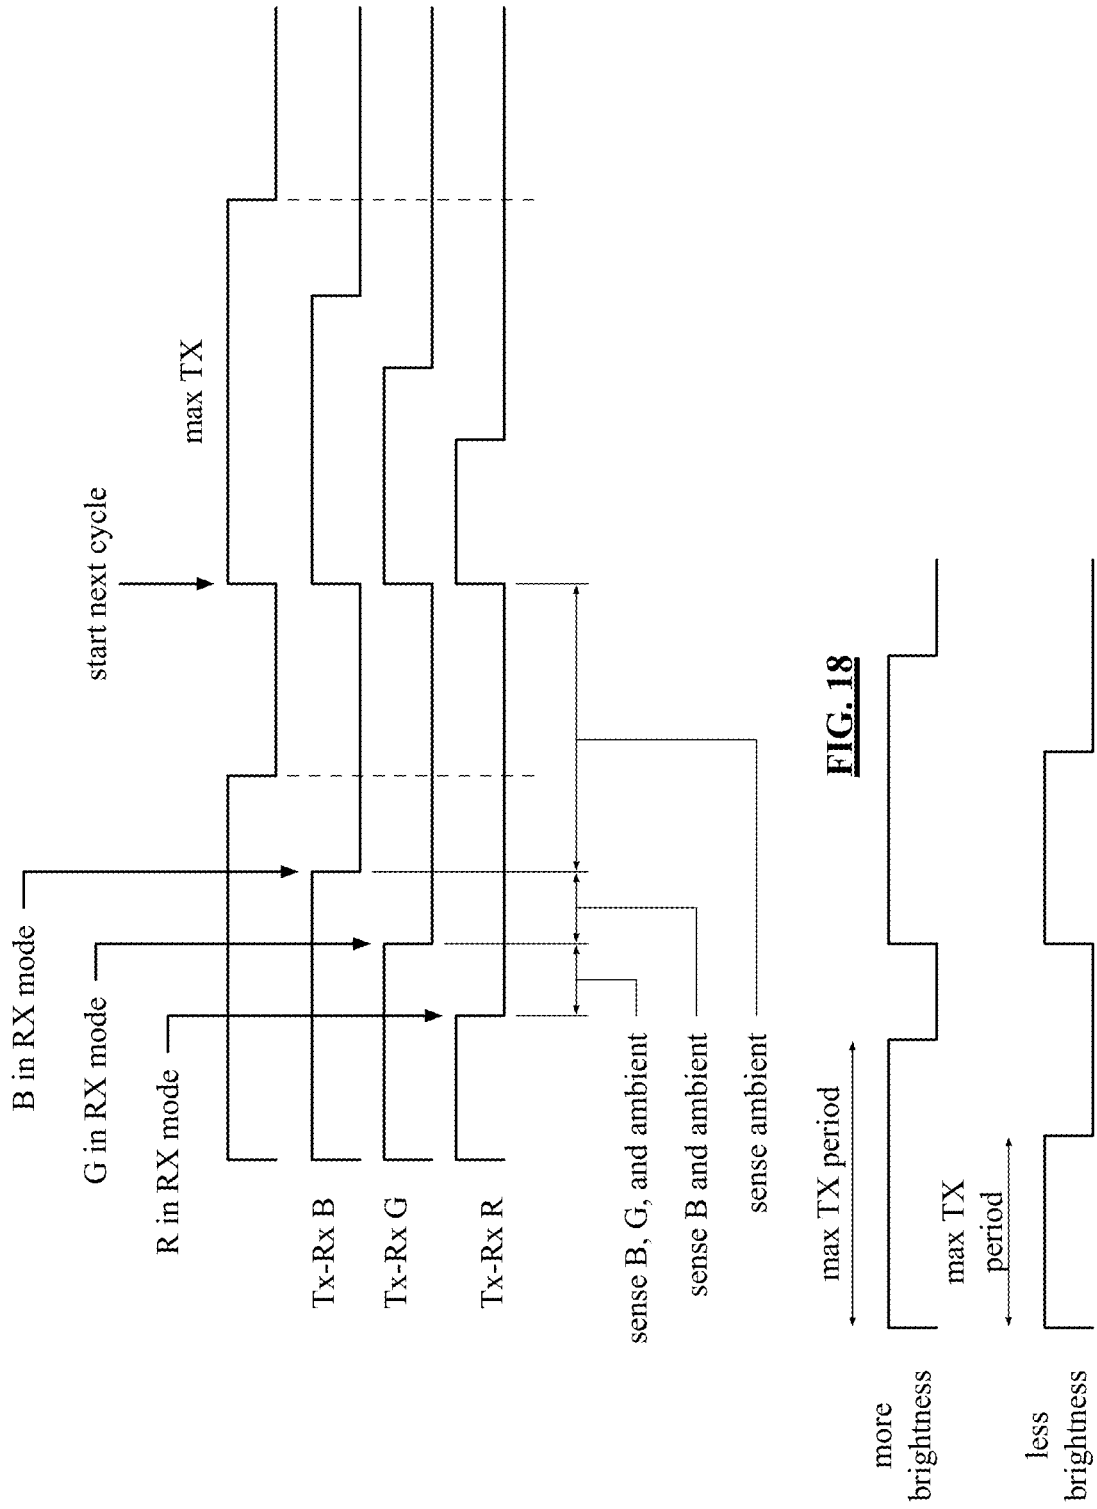 B in RX mode
G in RX mode
R in RX mode
start next cycle
max TX
Tx-Rx B
Tx-Rx G
Tx-Rx R
sense B, G, and ambient
sense B and ambient
sense ambient
FIG. 18
max TX period
more
brightness
max TX
period
less
brightness